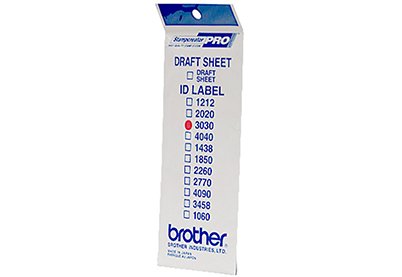 Stampcreator PRO
DRAFT SHEET
DRAFT
SHEET
ID LABEL
1212
2020
3030
4040
1438
1850
2260
2770
4090
3458
1060
brother
BROTHER INDUSTRIES, LTD.
MADE IN JAPAN